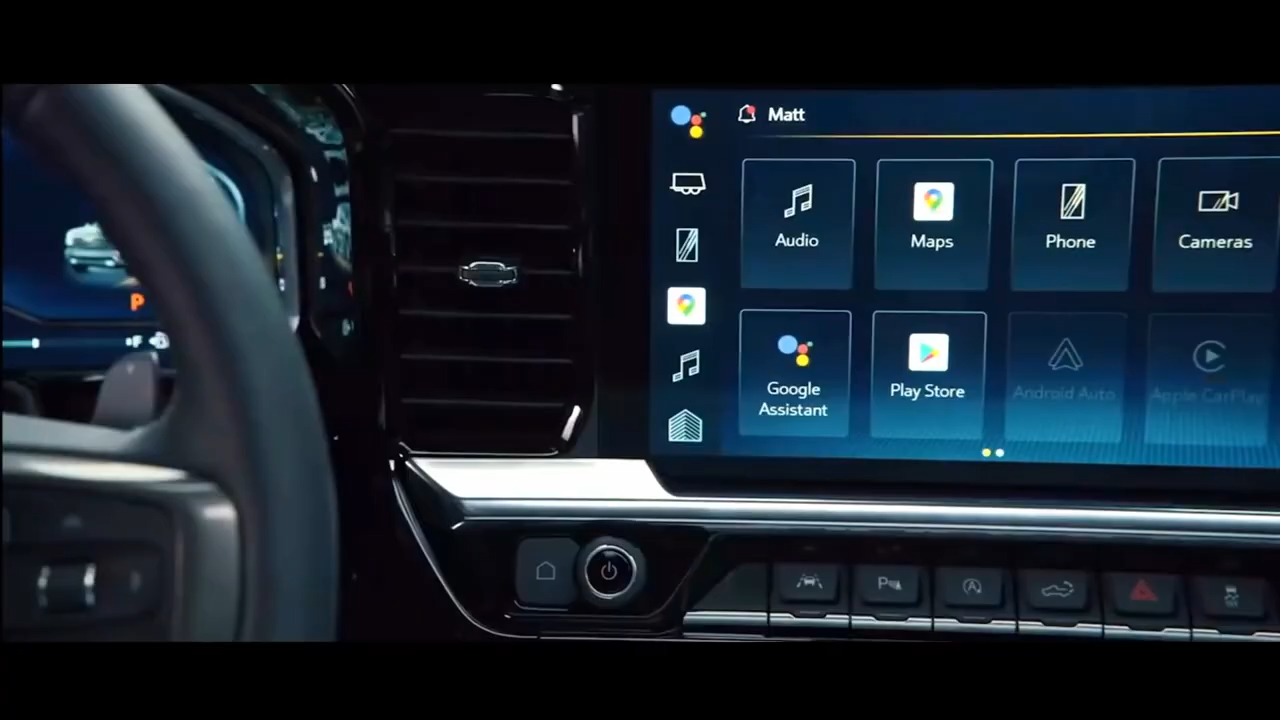 Matt
Audio
Maps
Phone
Cameras
Google
Assistant
Play Store
Android Auto
Apple CarPlay
P
F
P